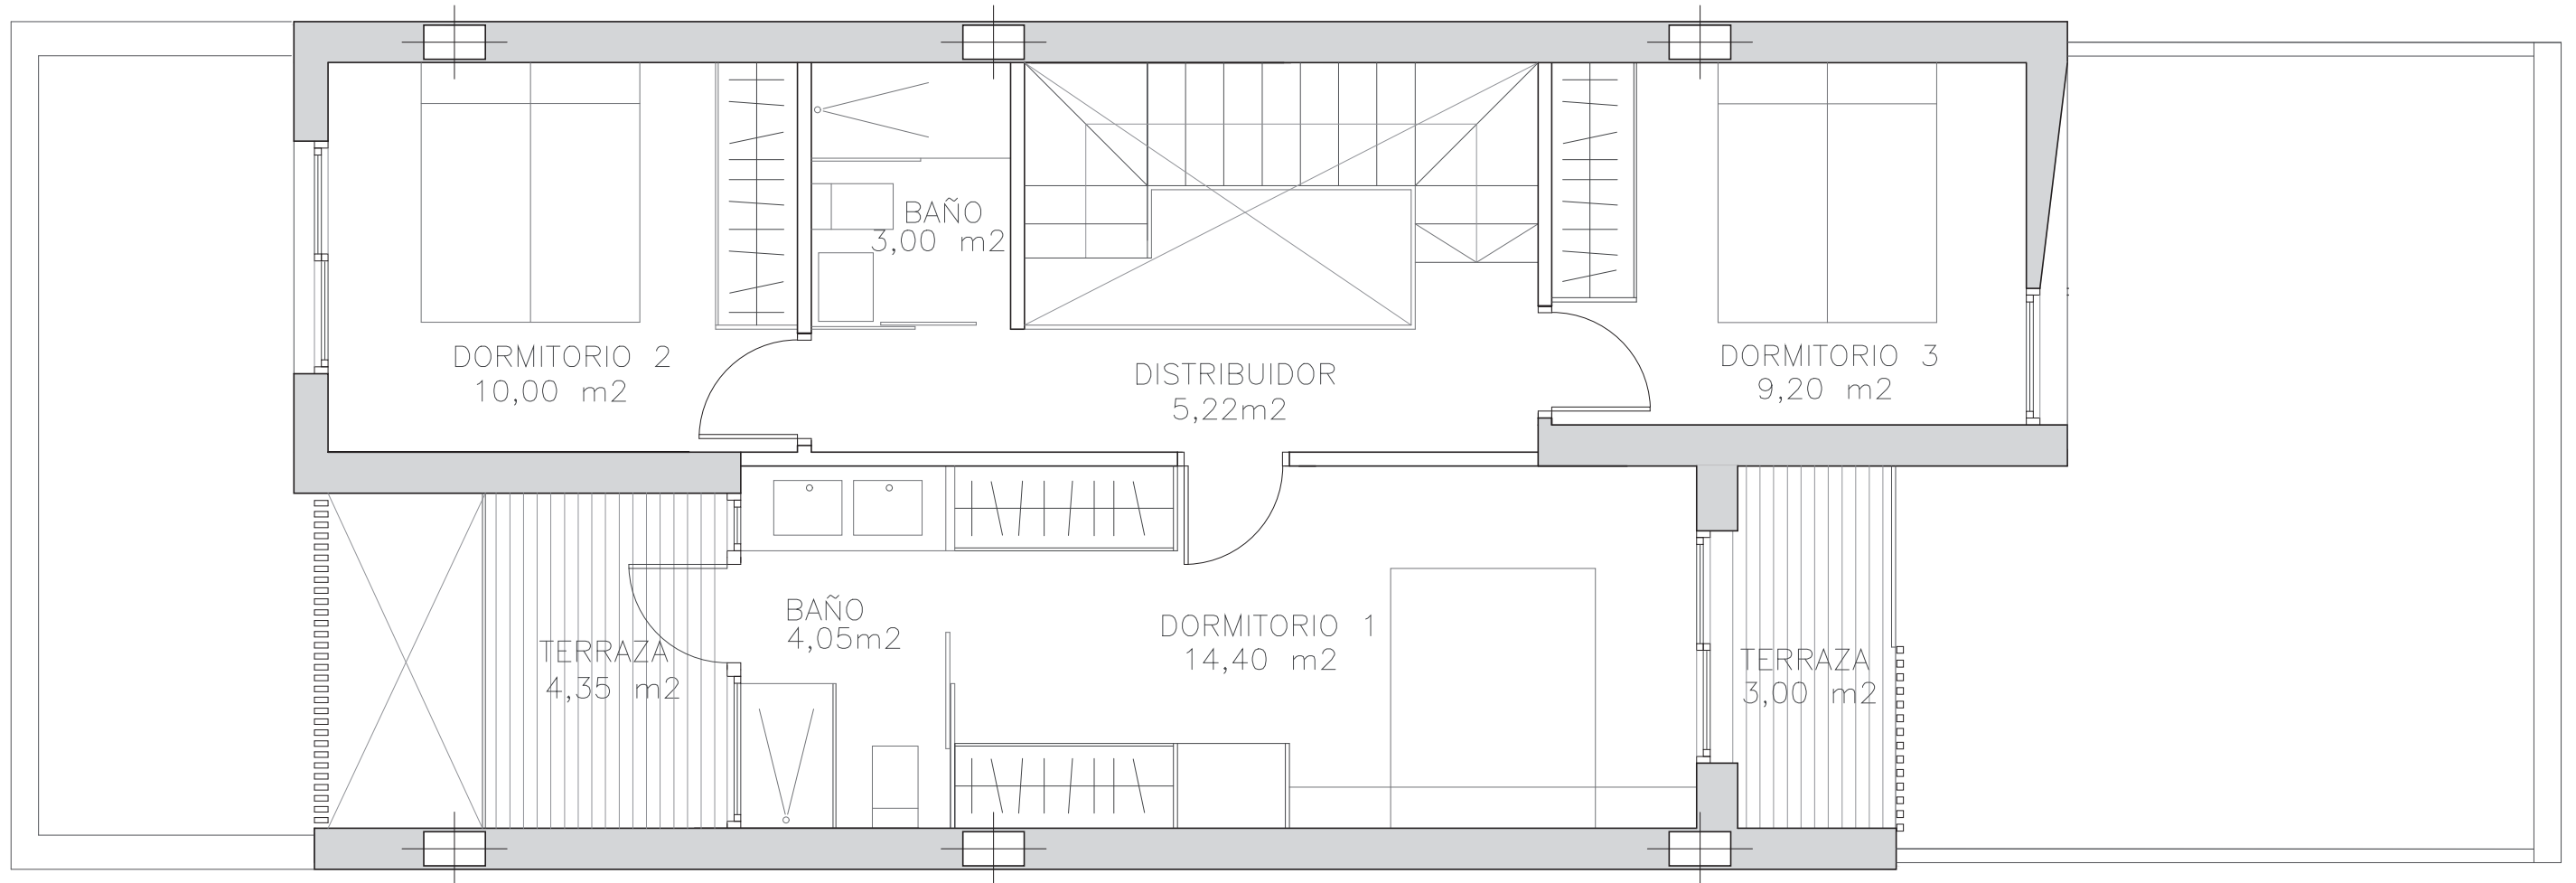 BAÑO
3,00 m2
DORMITORIO 2
10,00 m2
DISTRIBUIDOR
5,22m2
DORMITORIO 3
9,20 m2
BAÑO
4,05m2
DORMITORIO 1
14,40 m2
TERRAZA
4,35 m2
TERRAZA
3,00 m2